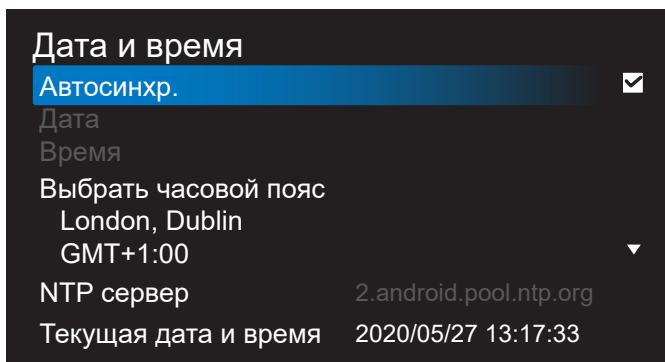 Дата и время
Автосинхр.
Дата
Время
Выбрать часовой пояс
London, Dublin
GMT+1:00
NTP сервер 2.android.pool.ntp.org
Текущая дата и время 2020/05/27 13:17:33